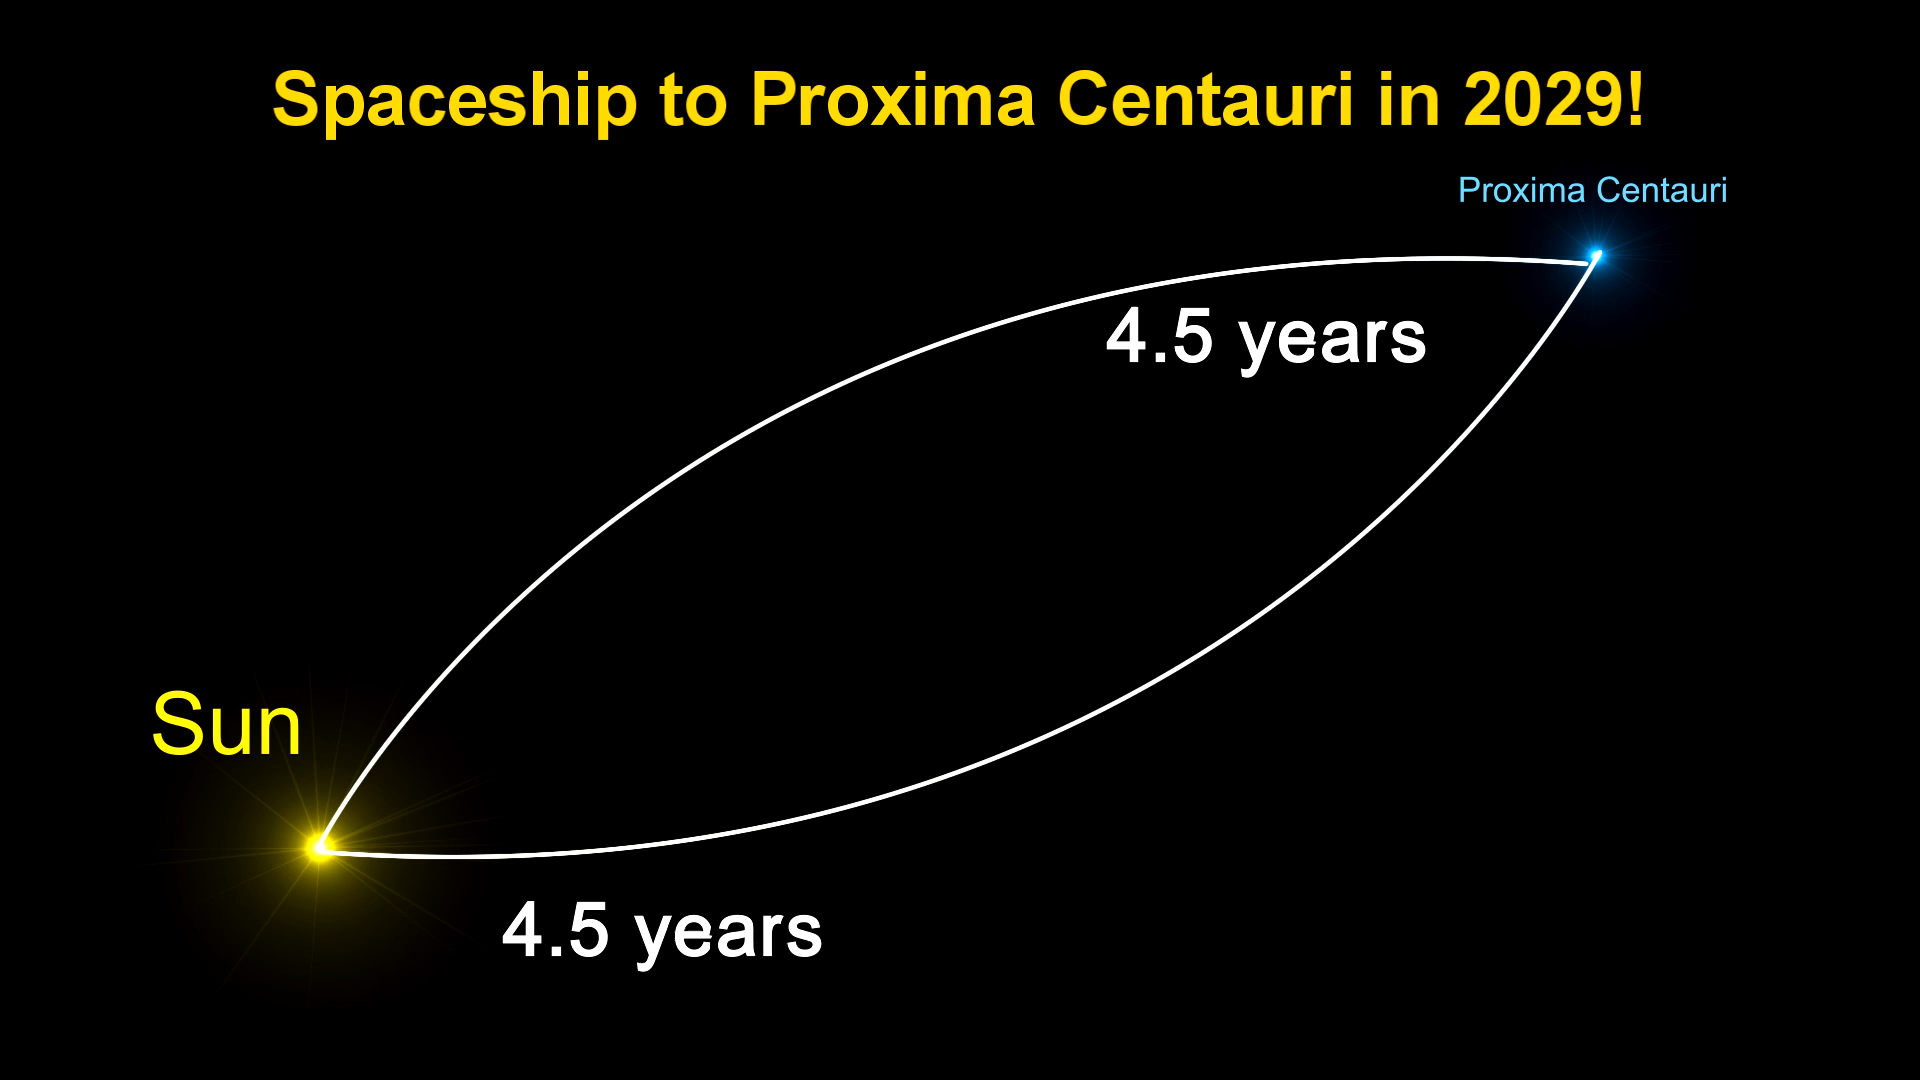 Spaceship to Proxima Centauri in 2029!
Proxima Centauri
4.5 years
Sun
4.5 years